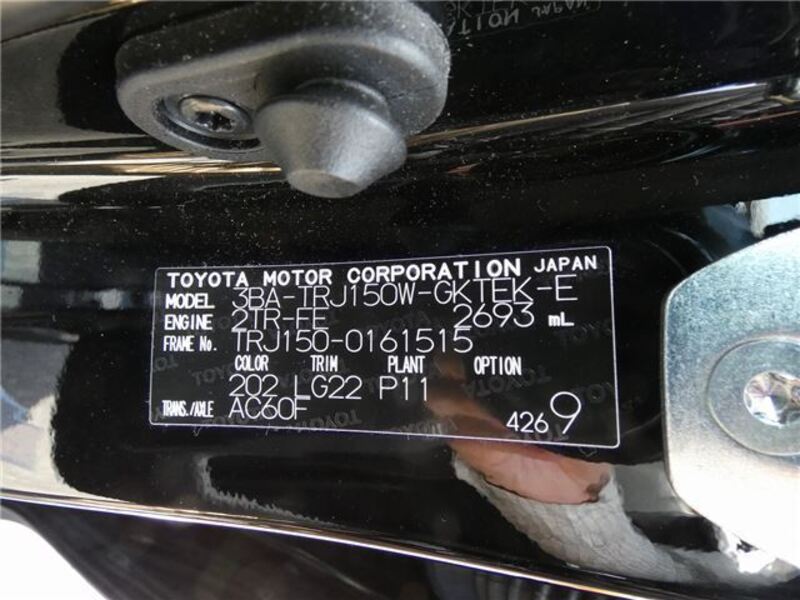 TOYOTA MOTOR CORPORATION JAPAN
MODEL 3BA-TRJ150W-GKTEK-E
ENGINE 2TR-FE 2693 mL
FRAME No. TRJ150-0161515
COLOR TRIM PLANT OPTION
202 LG22 P11
TRANS./AXLE AC60F
4269